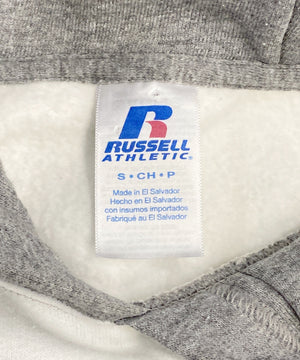 R
RUSSELL
ATHLETIC®
S • CH • P
Made in El Salvador
Hecho en El Salvador
con insumos importados
Fabriqué au El Salvador